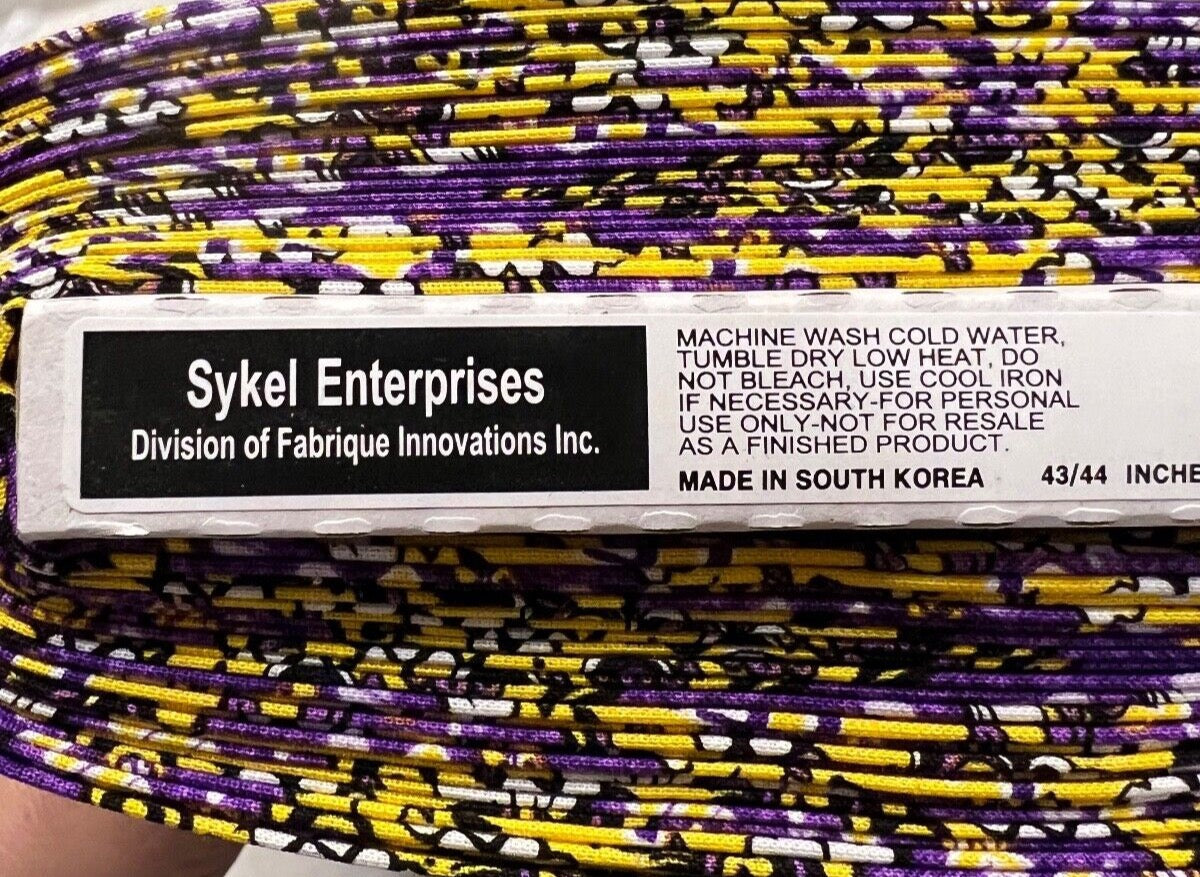 Sykel Enterprises
Division of Fabrique Innovations Inc.
MACHINE WASH COLD WATER,
TUMBLE DRY LOW HEAT, DO
NOT BLEACH, USE COOL IRON
IF NECESSARY-FOR PERSONAL
USE ONLY-NOT FOR RESALE
AS A FINISHED PRODUCT.
MADE IN SOUTH KOREA 43/44 INCHE